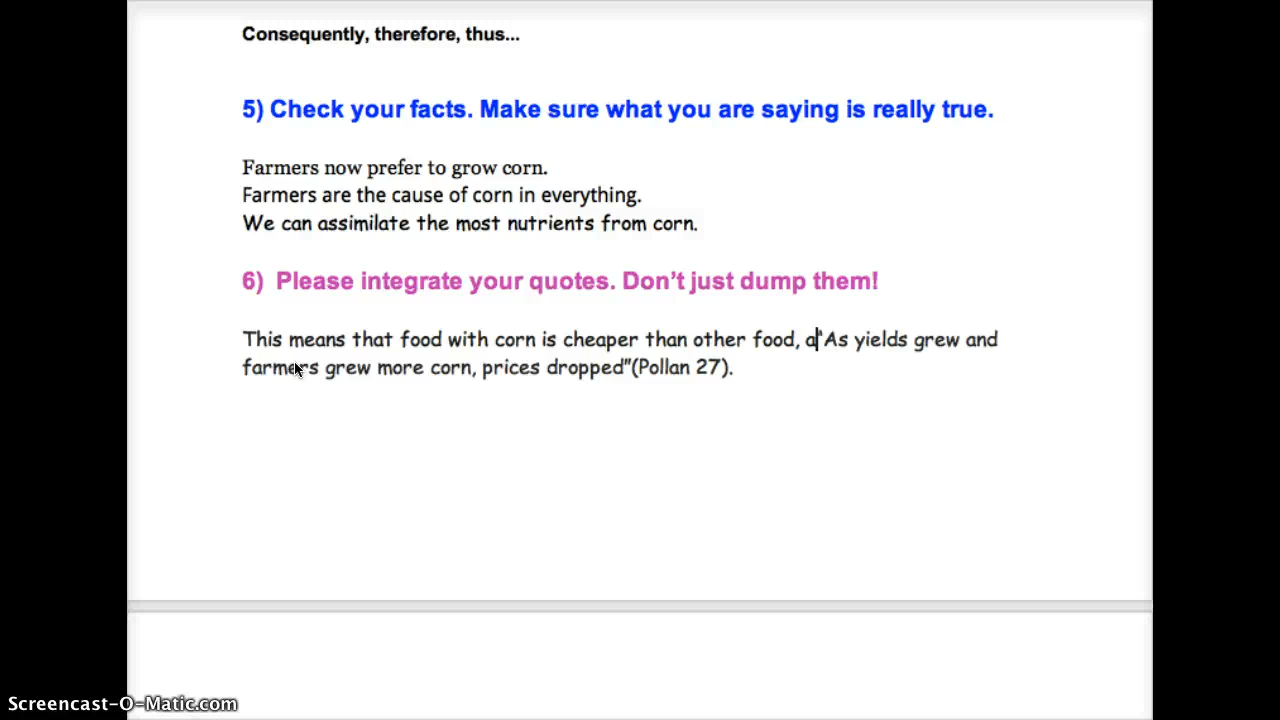 Consequently, therefore, thus...
5) Check your facts. Make sure what you are saying is really true.
Farmers now prefer to grow corn.
Farmers are the cause of corn in everything.
We can assimilate the most nutrients from corn.
6) Please integrate your quotes. Don't just dump them!
This means that food with corn is cheaper than other food, a“As yields grew and
farmers grew more corn, prices dropped”(Pollan 27).
Screencast-O-Matic.com